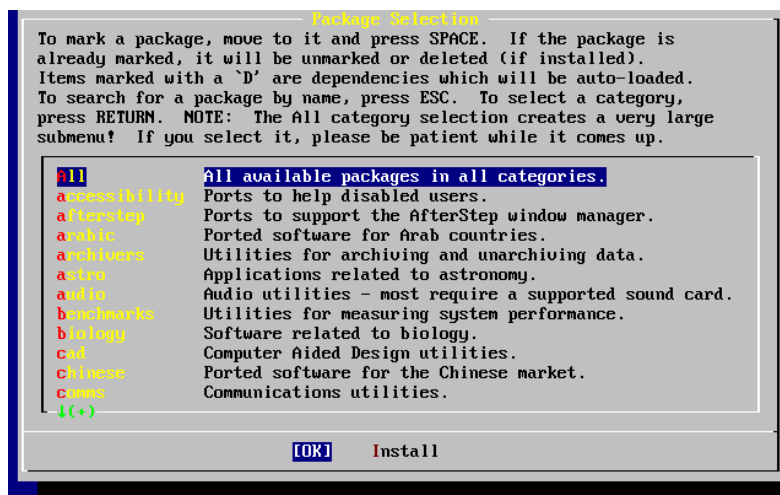 Package Selection
To mark a package, move to it and press SPACE.  If the package is
already marked, it will be unmarked or deleted (if installed).
Items marked with a `D' are dependencies which will be auto-loaded.
To search for a package by name, press ESC.  To select a category,
press RETURN.  NOTE:  The All category selection creates a very large
submenu!  If you select it, please be patient while it comes up.
All All available packages in all categories.
accessibility Ports to help disabled users.
afterstep Ports to support the AfterStep window manager.
arabic Ported software for Arab countries.
archivers Utilities for archiving and unarchiving data.
astro Applications related to astronomy.
audio Audio utilities - most require a supported sound card.
benchmarks Utilities for measuring system performance.
biology Software related to biology.
cad Computer Aided Design utilities.
chinese Ported software for the Chinese market.
comms Communications utilities.
↓(+)
[OK] Install